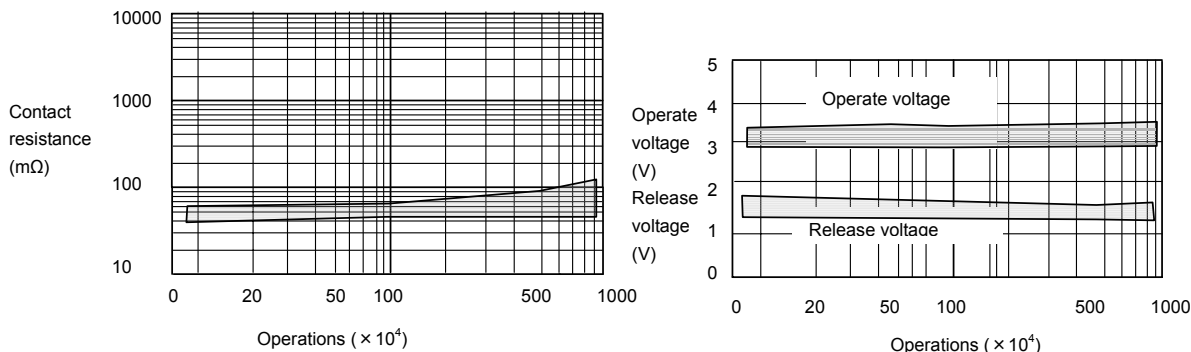 10000
1000
100
10
Contact
resistance
(mΩ)
0 20 50 100 500 1000
Operations ( × 10⁴)
5
4
3
2
1
0
Operate
voltage
(V)
Release
voltage
(V)
Operate voltage
Release voltage
0 20 50 100 500 1000
Operations ( × 10⁴)